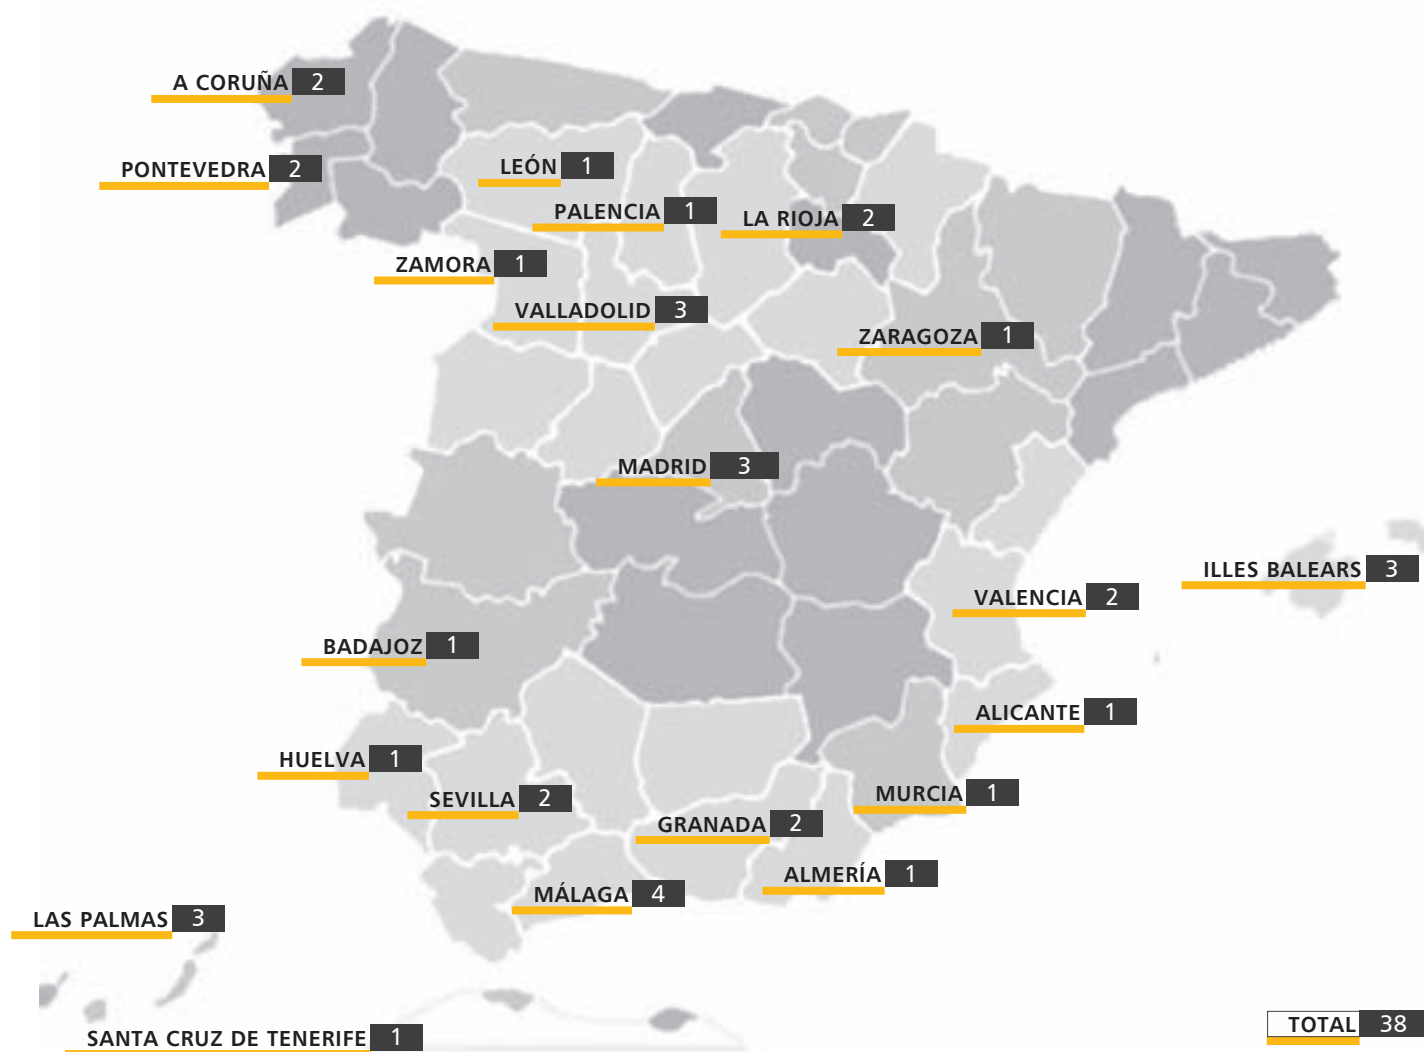 A CORUÑA 2
PONTEVEDRA 2
LEÓN 1
PALENCIA 1
LA RIOJA 2
ZAMORA 1
VALLADOLID 3
ZARAGOZA 1
MADRID 3
ILLES BALEARS 3
VALENCIA 2
BADAJOZ 1
ALICANTE 1
HUELVA 1
SEVILLA 2
MURCIA 1
GRANADA 2
ALMERÍA 1
MÁLAGA 4
LAS PALMAS 3
SANTA CRUZ DE TENERIFE 1
TOTAL 38